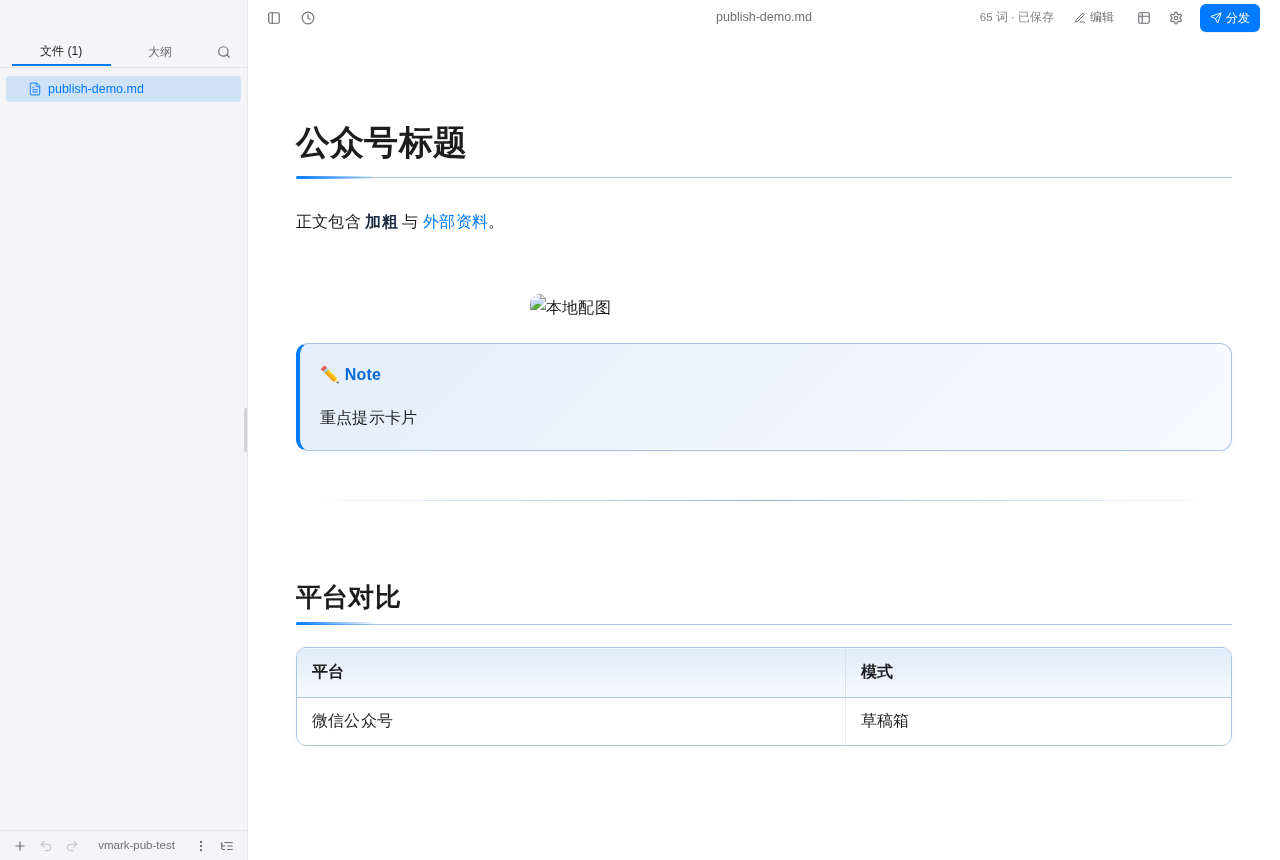 publish-demo.md
65 词 · 已保存
编辑
分发
文件 (1)
大纲
publish-demo.md
公众号标题
正文包含 加粗 与 外部资料。
本地配图
✏️ Note
重点提示卡片
平台对比
平台 模式
微信公众号 草稿箱
vmark-pub-test